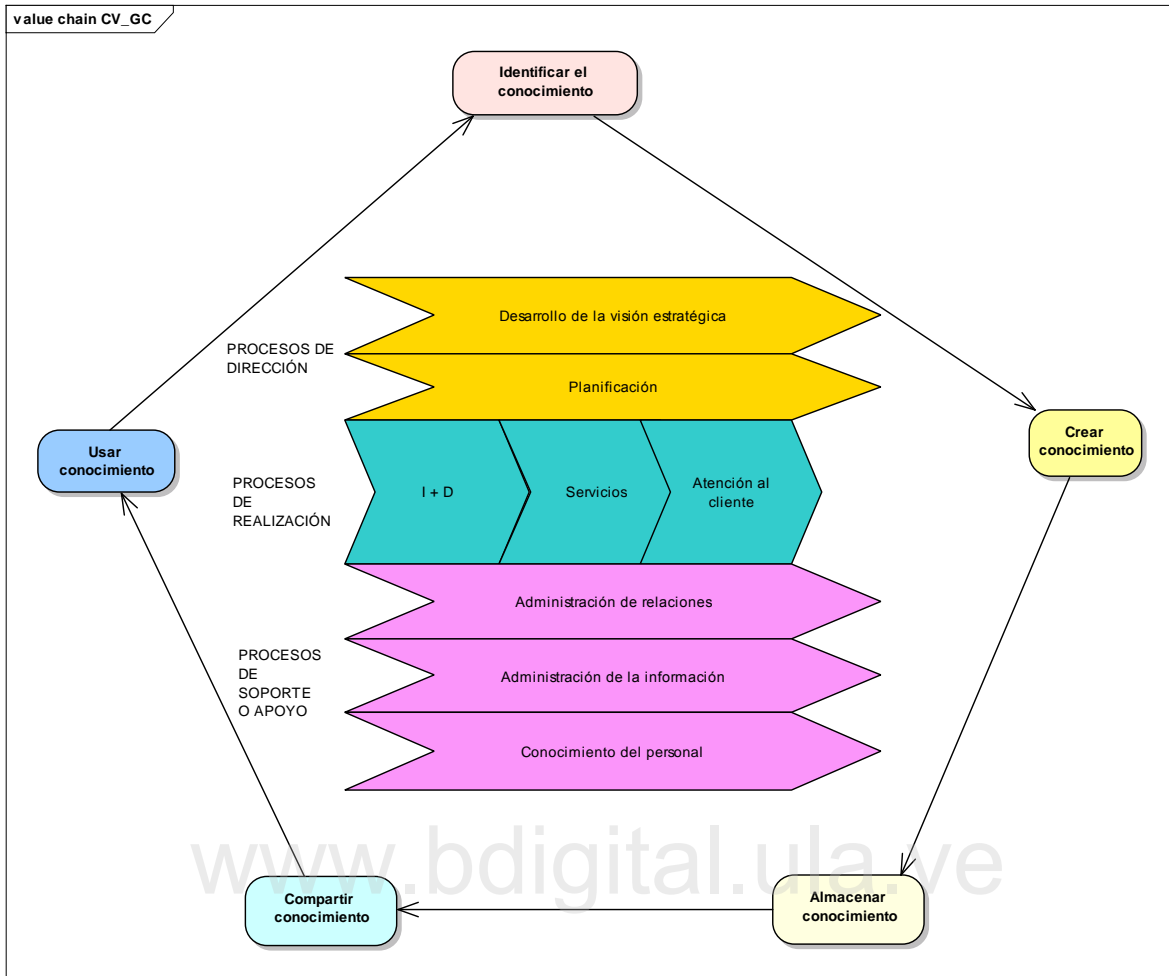 value chain CV_GC
Identificar el
conocimiento
Desarrollo de la visión estratégica
PROCESOS DE
DIRECCIÓN
Planificación
Usar
conocimiento
Crear
conocimiento
PROCESOS
DE
REALIZACIÓN
I + D
Servicios
Atención al
cliente
Administración de relaciones
PROCESOS
DE
SOPORTE
O APOYO
Administración de la información
Conocimiento del personal
www.bdigital.ula.ve
Compartir
conocimiento
Almacenar
conocimiento